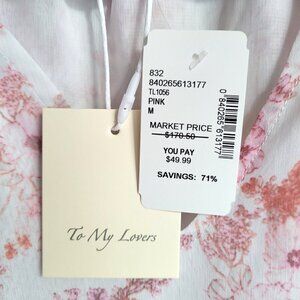 832
840265613177
TL1056
PINK
M
MARKET PRICE
$170.50
YOU PAY
$49.99
SAVINGS: 71%
0 840265 613177
To My Lovers